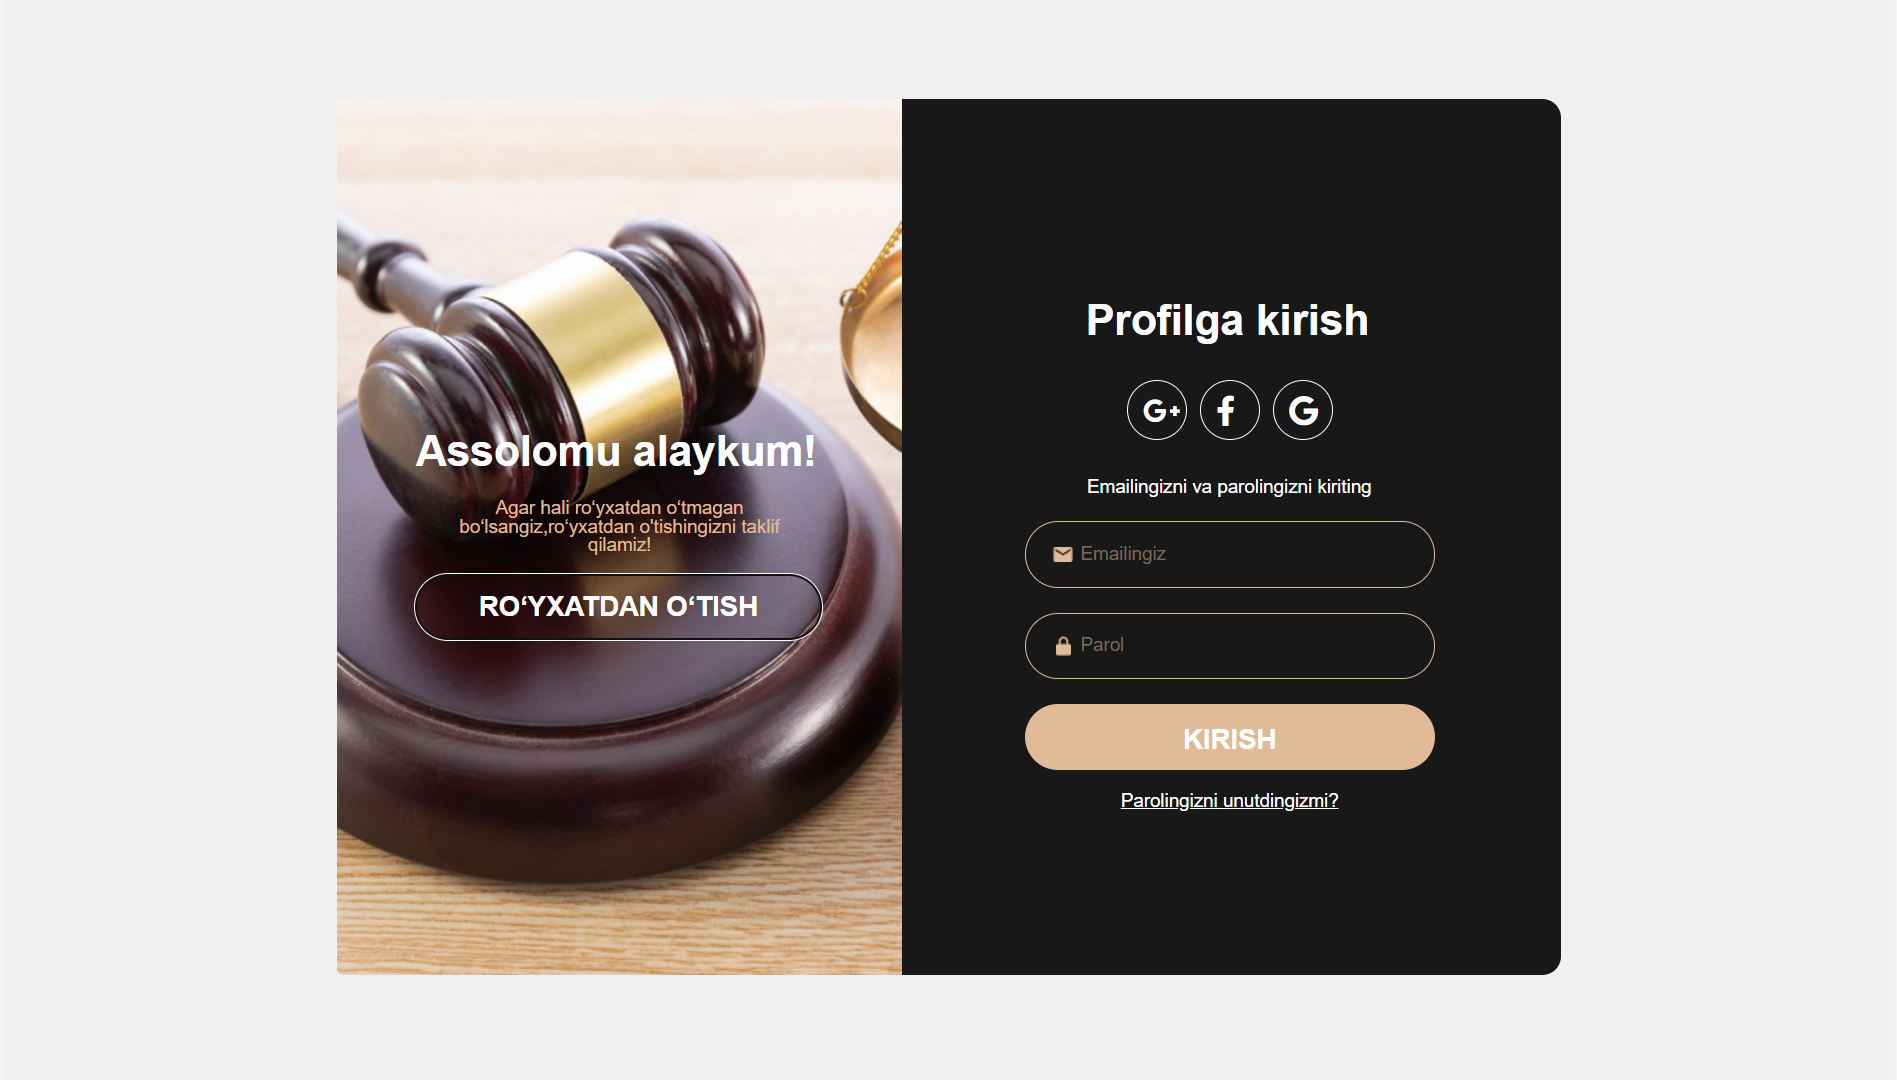 Assolomu alaykum!
Agar hali ro‘yxatdan o‘tmagan
bo‘lsangiz,ro‘yxatdan o'tishingizni taklif
qilamiz!
RO‘YXATDAN O‘TISH
Profilga kirish
G+ f G
Emailingizni va parolingizni kiriting
Emailingiz
Parol
KIRISH
Parolingizni unutdingizmi?